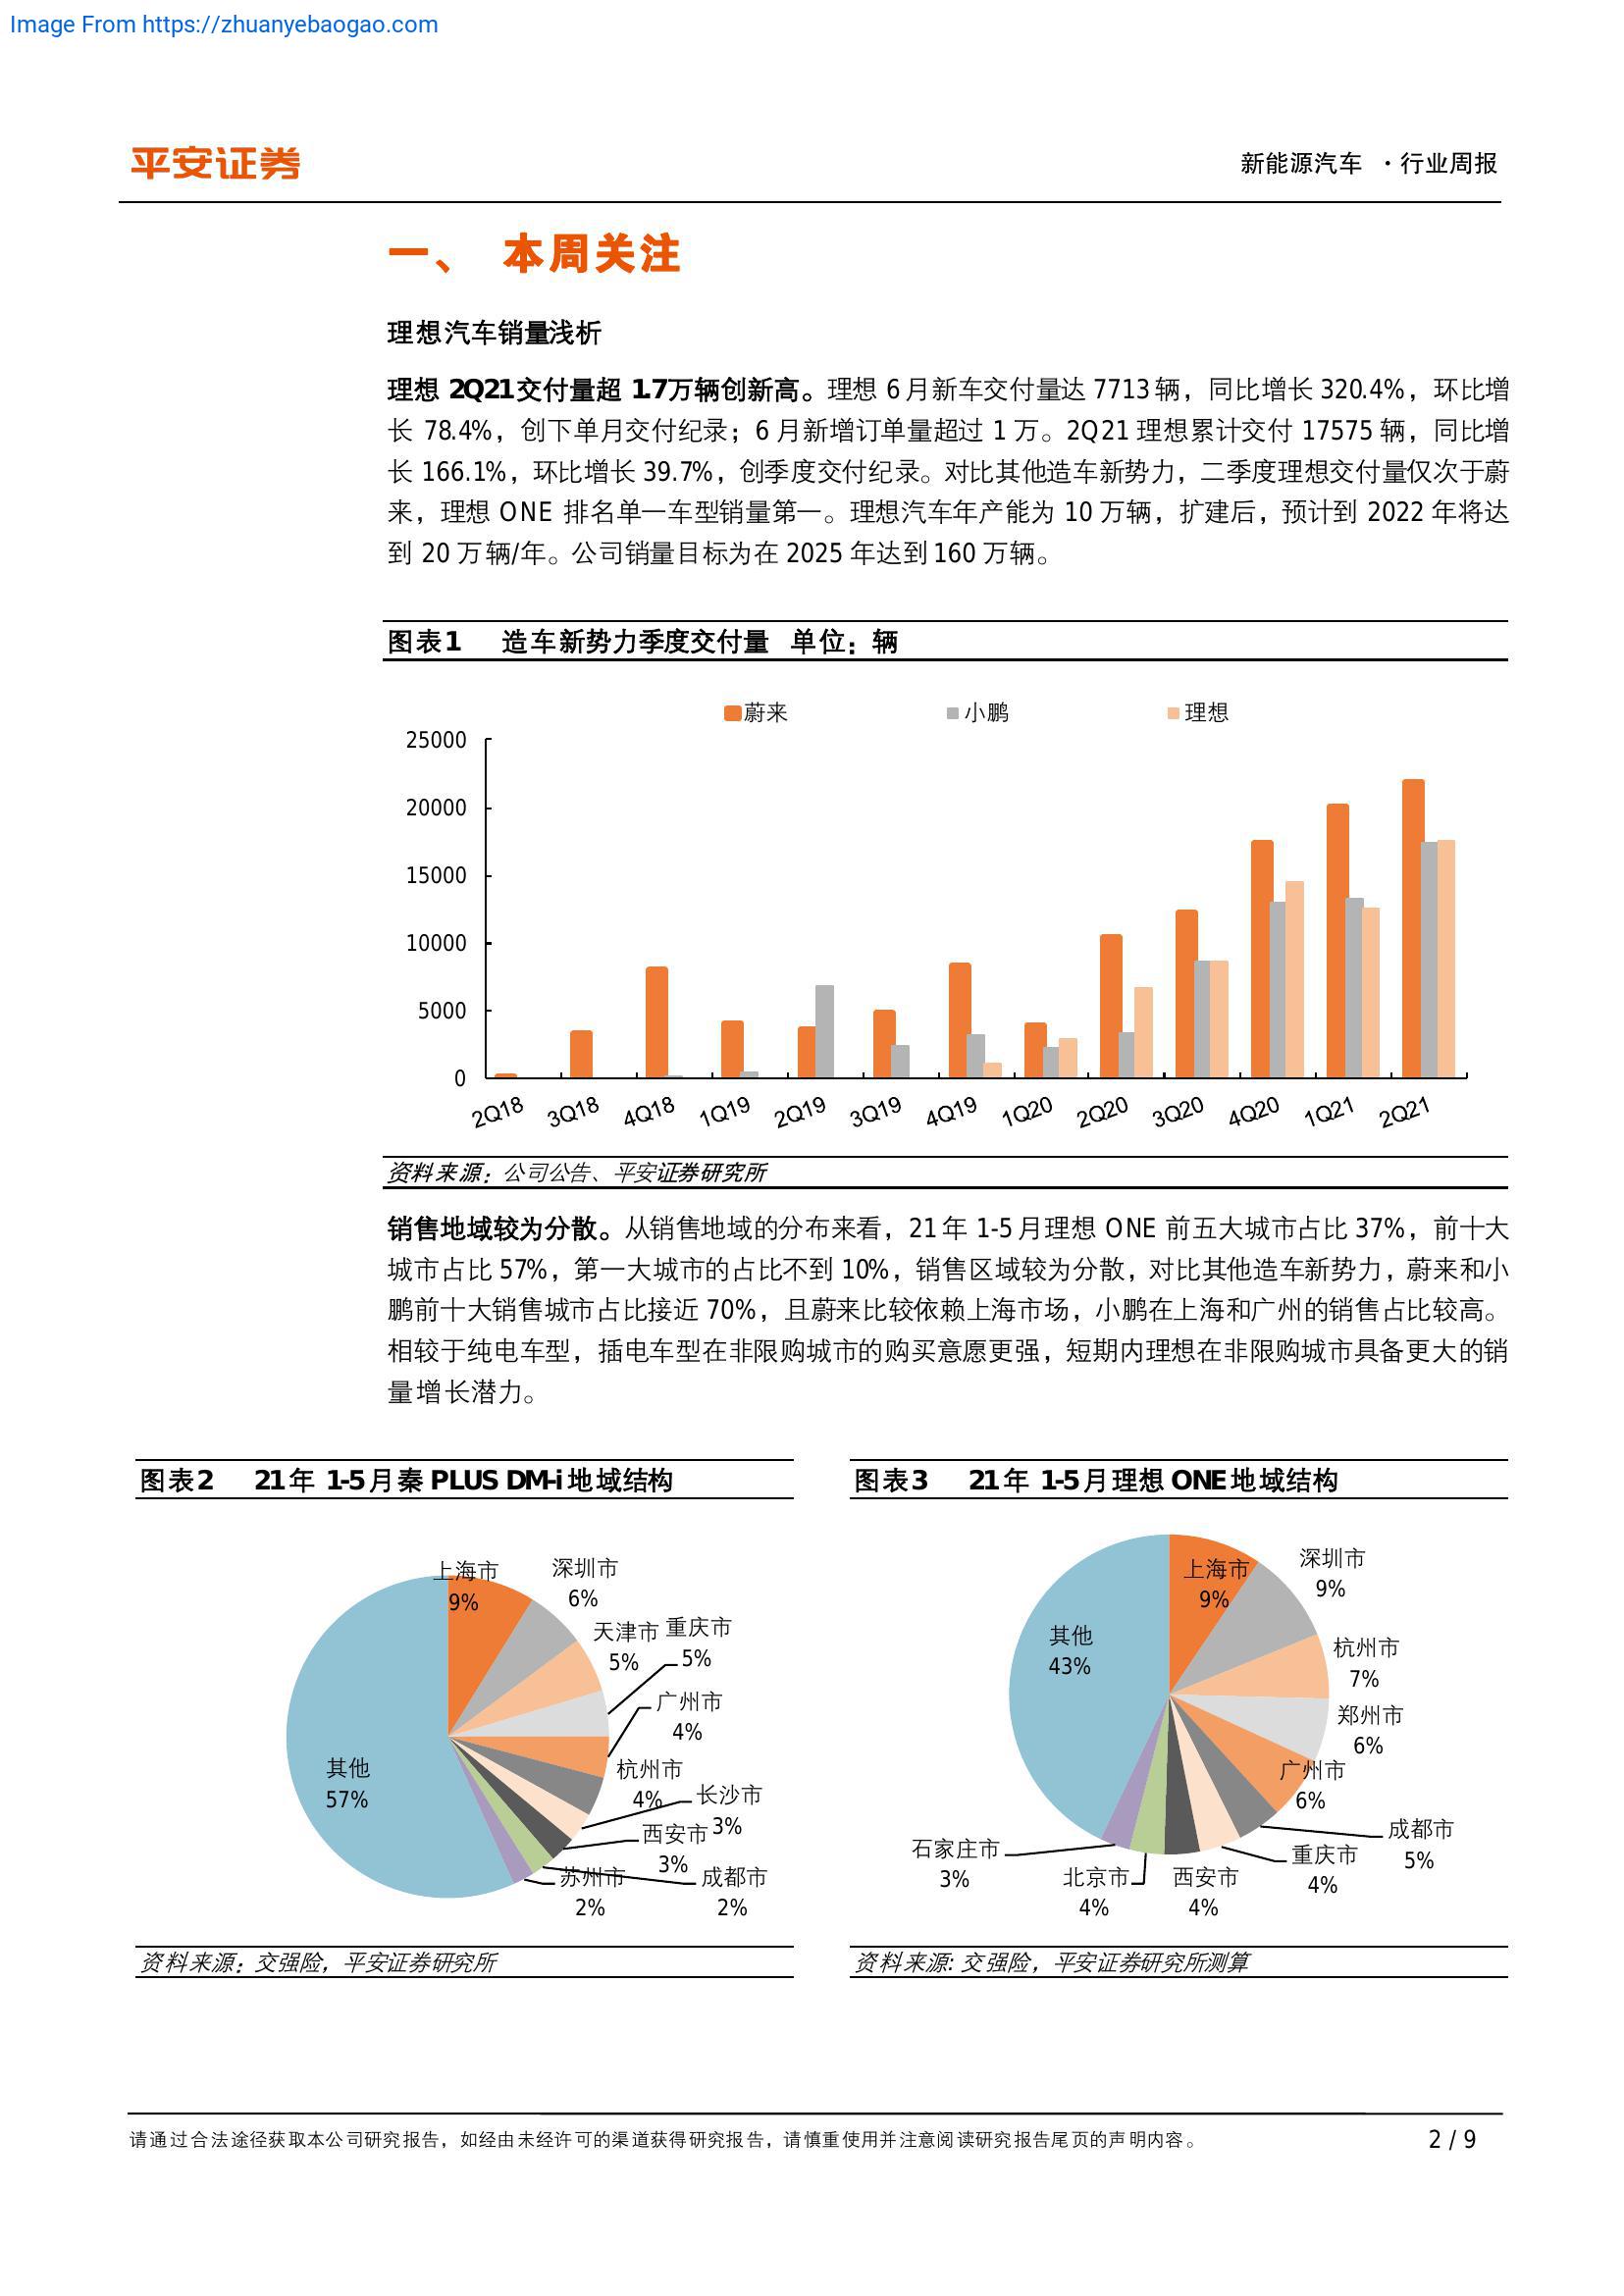 Image From https://zhuanyebaogao.com
平安证券
新能源汽车 ·行业周报
一、 本周关注
理想汽车销量浅析
理想 2Q21交付量超 1.7万辆创新高。理想 6月新车交付量达 7713辆，同比增长 320.4%，环比增
长 78.4%，创下单月交付纪录；6 月新增订单量超过 1 万。2Q21 理想累计交付 17575 辆，同比增
长 166.1%，环比增长 39.7%，创季度交付纪录。对比其他造车新势力，二季度理想交付量仅次于蔚
来，理想 ONE 排名单一车型销量第一。理想汽车年产能为 10 万辆，扩建后，预计到 2022 年将达
到 20 万辆/年。公司销量目标为在 2025 年达到160 万辆。
图表1 造车新势力季度交付量 单位：辆
蔚来 小鹏 理想
25000
20000
15000
10000
5000
0
2Q18 3Q18 4Q18 1Q19 2Q19 3Q19 4Q19 1Q20 2Q20 3Q20 4Q20 1Q21 2Q21
资料来源：公司公告、平安证券研究所
销售地域较为分散。从销售地域的分布来看，21年 1-5月理想 ONE 前五大城市占比 37%，前十大
城市占比 57%，第一大城市的占比不到 10%，销售区域较为分散，对比其他造车新势力，蔚来和小
鹏前十大销售城市占比接近 70%，且蔚来比较依赖上海市场，小鹏在上海和广州的销售占比较高。
相较于纯电车型，插电车型在非限购城市的购买意愿更强，短期内理想在非限购城市具备更大的销
量增长潜力。
图表2 21年 1-5月秦 PLUS DM-i地域结构
上海市
9%
深圳市
6%
天津市
5%
重庆市
5%
广州市
4%
杭州市
4%
长沙市
3%
西安市
3%
成都市
2%
苏州市
2%
其他
57%
资料来源：交强险，平安证券研究所
图表3 21年 1-5月理想 ONE地域结构
上海市
9%
深圳市
9%
杭州市
7%
郑州市
6%
广州市
6%
成都市
5%
重庆市
4%
西安市
4%
北京市
4%
石家庄市
3%
其他
43%
资料来源: 交强险，平安证券研究所测算
请通过合法途径获取本公司研究报告，如经由未经许可的渠道获得研究报告，请慎重使用并注意阅读研究报告尾页的声明内容。
2 / 9